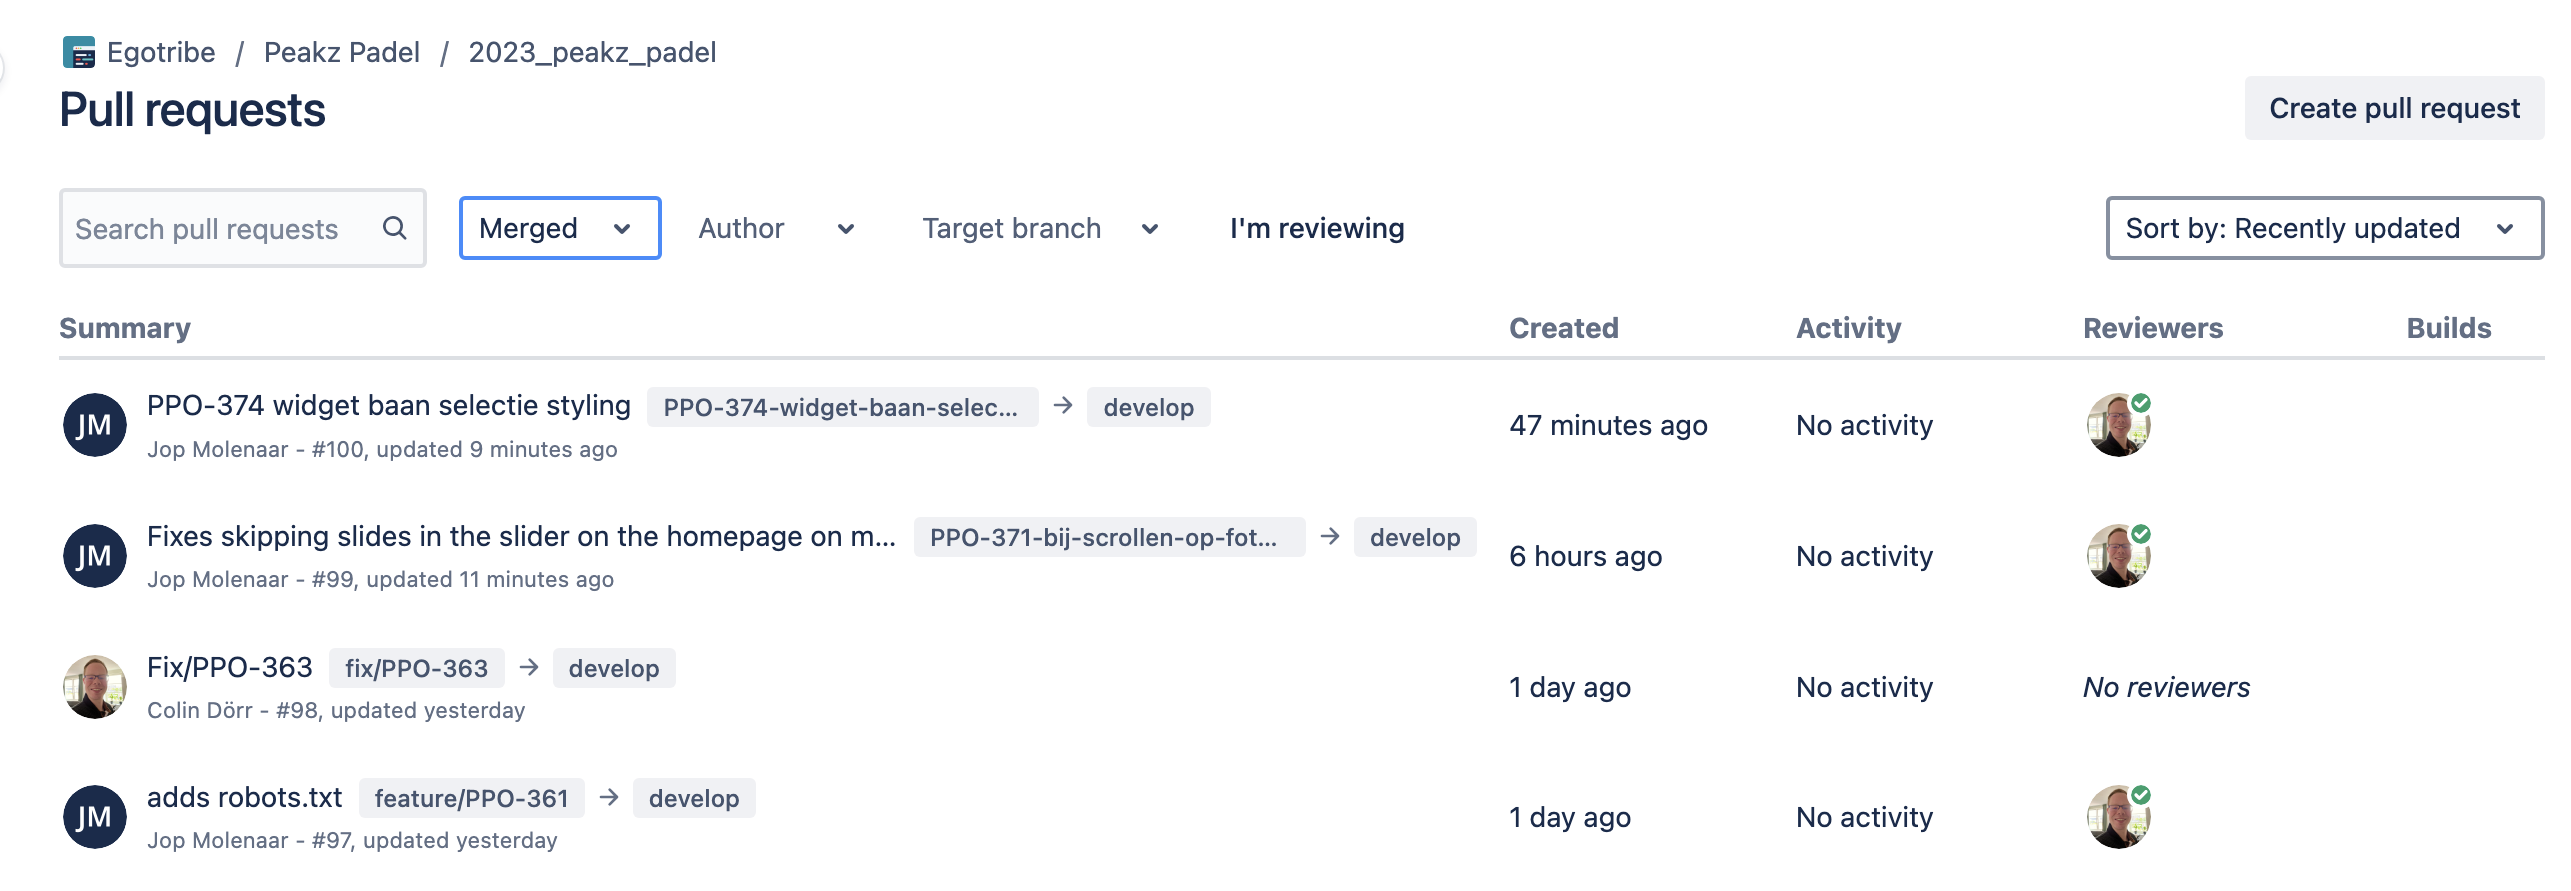 Egotribe / Peakz Padel / 2023_peakz_padel
Pull requests
Create pull request
Search pull requests Merged Author Target branch I'm reviewing Sort by: Recently updated
Summary Created Activity Reviewers Builds
JM PPO-374 widget baan selectie styling PPO-374-widget-baan-selec... → develop 47 minutes ago No activity
Jop Molenaar - #100, updated 9 minutes ago
JM Fixes skipping slides in the slider on the homepage on m... PPO-371-bij-scrollen-op-fot... → develop 6 hours ago No activity
Jop Molenaar - #99, updated 11 minutes ago
Fix/PPO-363 fix/PPO-363 → develop 1 day ago No activity No reviewers
Colin Dörr - #98, updated yesterday
JM adds robots.txt feature/PPO-361 → develop 1 day ago No activity
Jop Molenaar - #97, updated yesterday